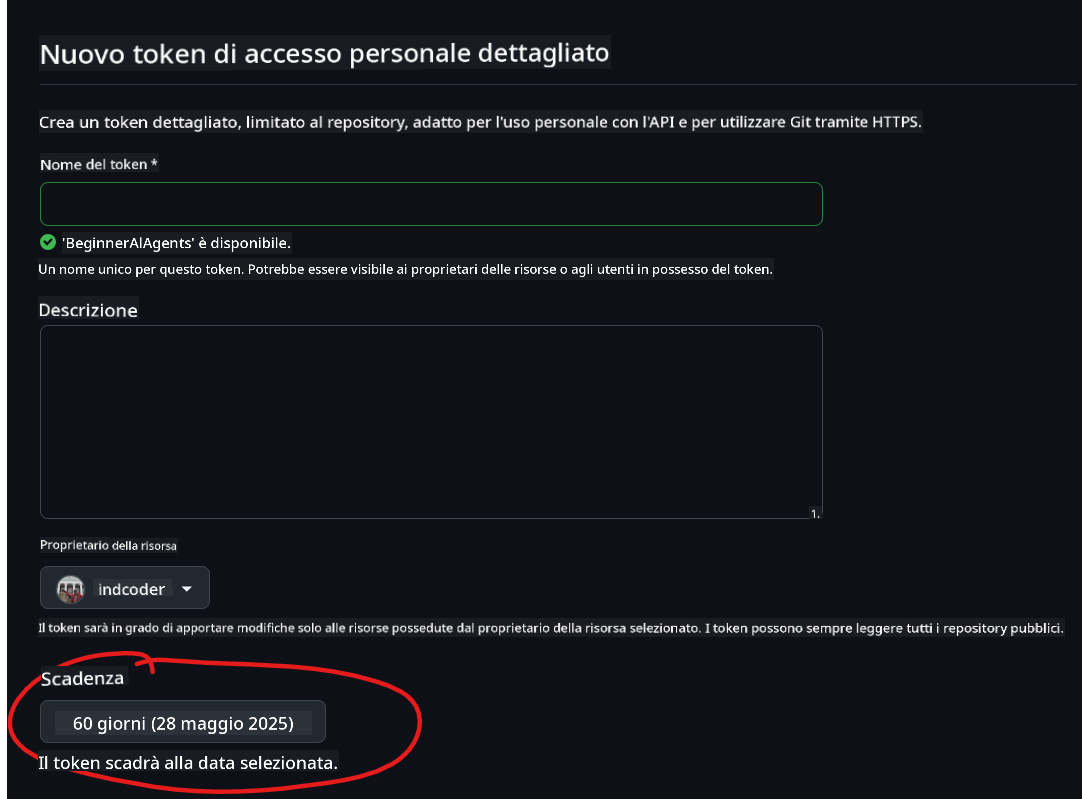 Nuovo token di accesso personale dettagliato
Crea un token dettagliato, limitato al repository, adatto per l'uso personale con l'API e per utilizzare Git tramite HTTPS.
Nome del token *
'BeginnerAIAgents' è disponibile.
Un nome unico per questo token. Potrebbe essere visibile ai proprietari delle risorse o agli utenti in possesso del token.
Descrizione
1.
Proprietario della risorsa
indcoder
Il token sarà in grado di apportare modifiche solo alle risorse possedute dal proprietario della risorsa selezionato. I token possono sempre leggere tutti i repository pubblici.
Scadenza
60 giorni (28 maggio 2025)
Il token scadrà alla data selezionata.